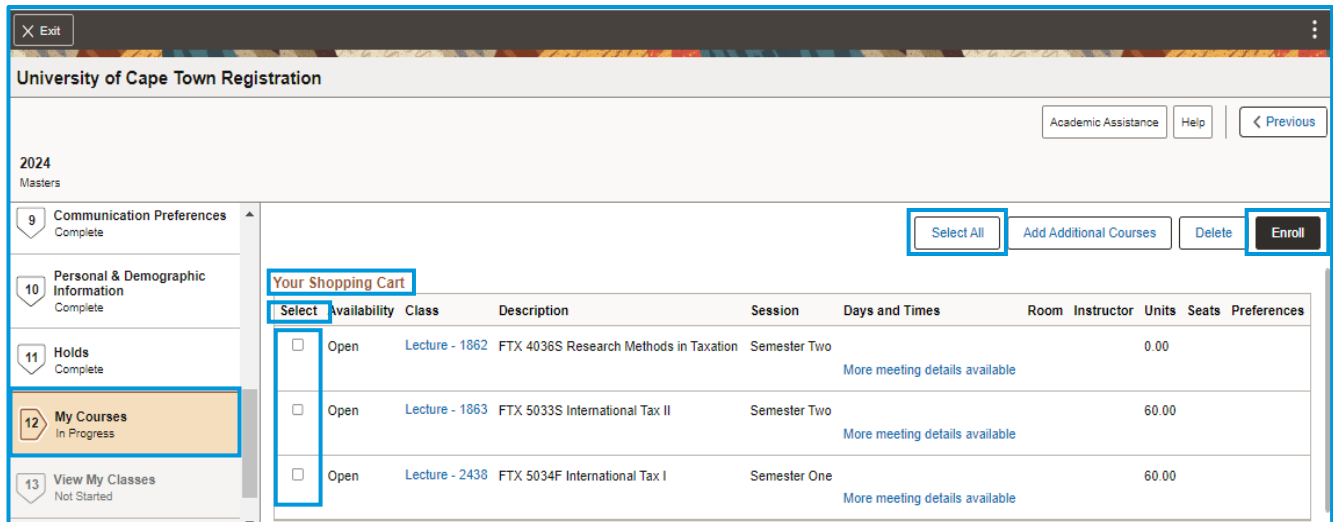 Exit
University of Cape Town Registration
Academic Assistance Help Previous
2024
Masters
9 Communication Preferences
Complete
10 Personal & Demographic
Information
Complete
11 Holds
Complete
12 My Courses
In Progress
13 View My Classes
Not Started
Select All Add Additional Courses Delete Enroll
Your Shopping Cart
Select Availability Class Description Session Days and Times Room Instructor Units Seats Preferences
Open Lecture - 1862 FTX 4036S Research Methods in Taxation Semester Two 0.00
More meeting details available
Open Lecture - 1863 FTX 5033S International Tax II Semester Two 60.00
More meeting details available
Open Lecture - 2438 FTX 5034F International Tax I Semester One 60.00
More meeting details available